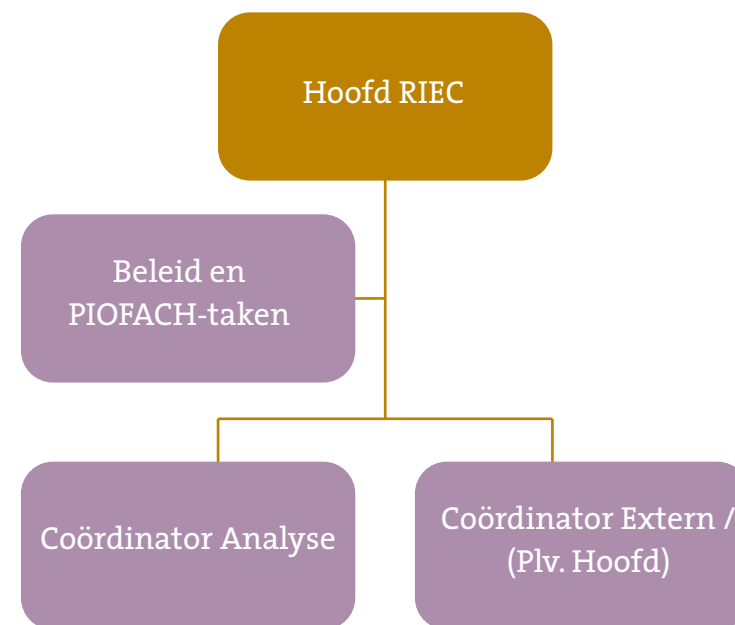 Hoofd RIEC
Beleid en
PIOFACH-taken
Coördinator Analyse
Coördinator Extern /
(Plv. Hoofd)